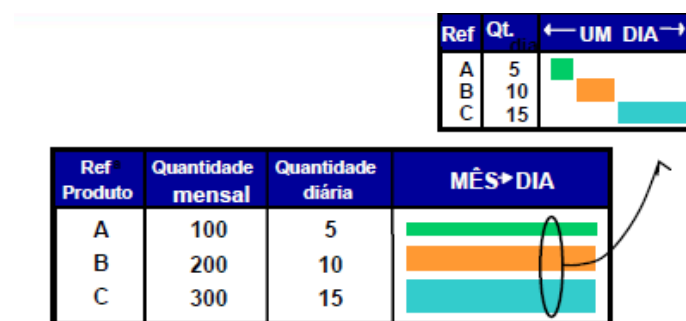 Ref Qt. dia ←UM DIA→
A 5
B 10
C 15
Ref Quantidade Quantidade MÊS→DIA
Produto mensal diária
A 100 5
B 200 10
C 300 15